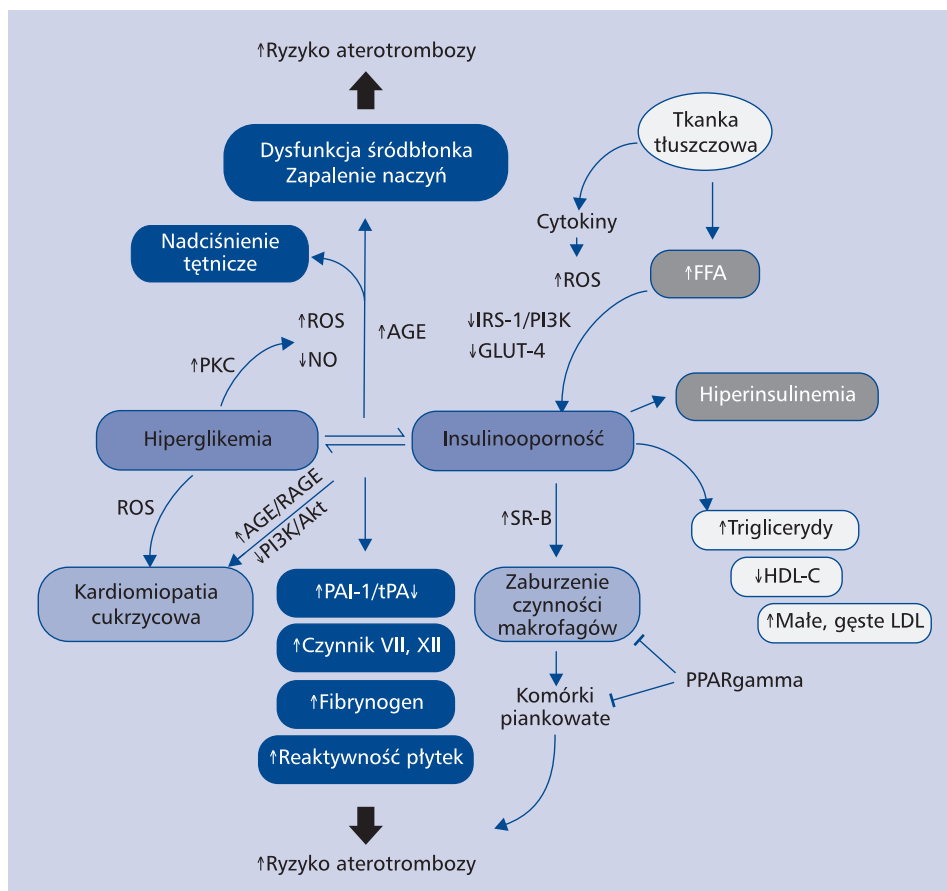 ↑Ryzyko aterotrombozy
Dysfunkcja śródbłonka
Zapalenie naczyń
Tkanka
tłuszczowa
Cytokiny
Nadciśnienie
tętnicze
↑ROS
↑FFA
↑ROS
↓NO
↑AGE
↓IRS-1/PI3K
↓GLUT-4
↑PKC
Hiperinsulinemia
Hiperglikemia
Insulinooporność
ROS
↑AGE/RAGE
↓PI3K/Akt
↑SR-B
↑Triglicerydy
↓HDL-C
↑Małe, gęste LDL
Kardiomiopatia
cukrzycowa
↑PAI-1/tPA↓
↑Czynnik VII, XII
↑Fibrynogen
↑Reaktywność płytek
Zaburzenie
czynności
makrofagów
PPARgamma
Komórki
piankowate
↑Ryzyko aterotrombozy